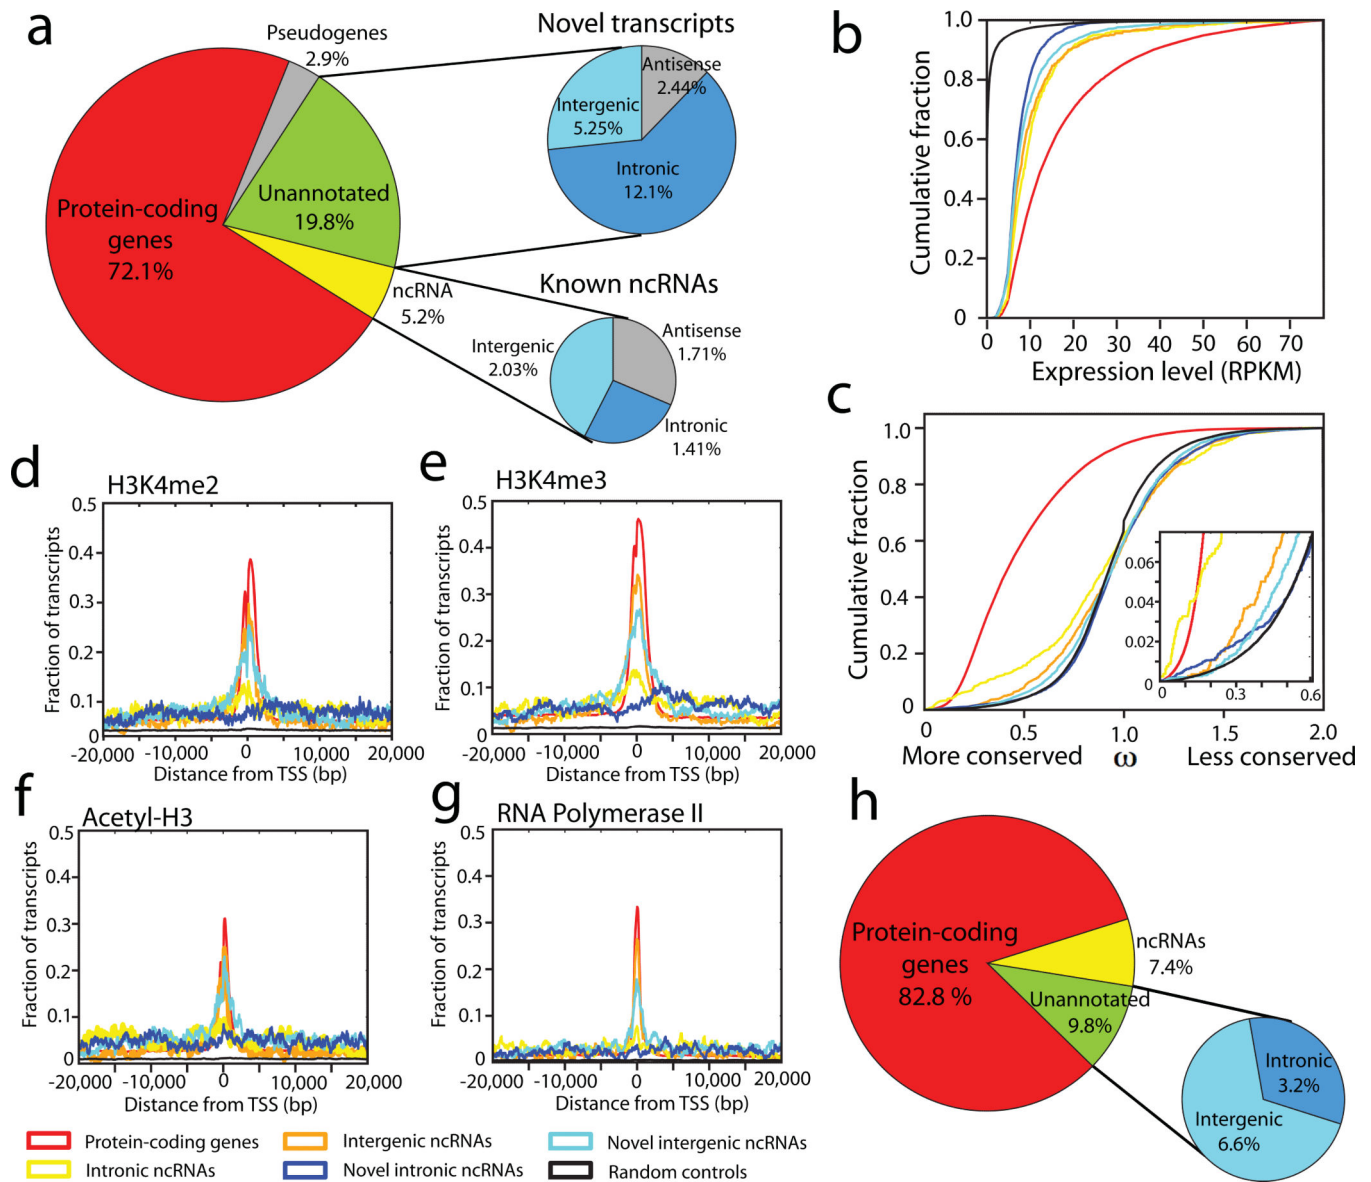 a
Pseudogenes
2.9%
Protein-coding
genes
72.1%
Unannotated
19.8%
ncRNA
5.2%
Novel transcripts
Antisense
2.44%
Intergenic
5.25%
Intronic
12.1%
Known ncRNAs
Antisense
1.71%
Intergenic
2.03%
Intronic
1.41%
b
Cumulative fraction
1.0
0.8
0.6
0.4
0.2
0
0 10 20 30 40 50 60 70
Expression level (RPKM)
c
Cumulative fraction
1.0
0.8
0.6
0.4
0.2
0
0 0.5 1.0 1.5 2.0
More conserved ω Less conserved
0.06
0.04
0.02
0
0 0.3 0.6
d
H3K4me2
Fraction of transcripts
0.5
0.4
0.3
0.2
0.1
0
-20,000 -10,000 0 10,000 20,000
Distance from TSS (bp)
e
H3K4me3
Fraction of transcripts
0.5
0.4
0.3
0.2
0.1
0
-20,000 -10,000 0 10,000 20,000
Distance from TSS (bp)
f
Acetyl-H3
Fraction of transcripts
0.5
0.4
0.3
0.2
0.1
0
-20,000 -10,000 0 10,000 20,000
Distance from TSS (bp)
g
RNA Polymerase II
Fraction of transcripts
0.5
0.4
0.3
0.2
0.1
0
-20,000 -10,000 0 10,000 20,000
Distance from TSS (bp)
h
Protein-coding
genes
82.8 %
ncRNAs
7.4%
Unannotated
9.8%
Intronic
3.2%
Intergenic
6.6%
Protein-coding genes
Intergenic ncRNAs
Novel intergenic ncRNAs
Intronic ncRNAs
Novel intronic ncRNAs
Random controls